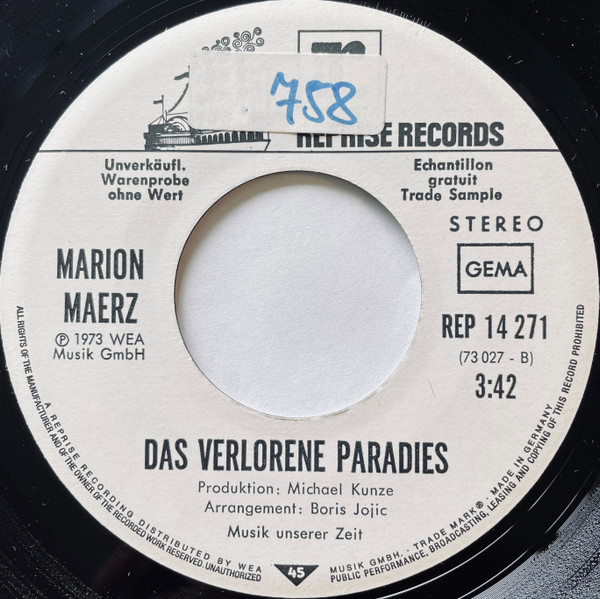 758
REPRISE RECORDS
Unverkäufl.
Warenprobe
ohne Wert
Echantillon
gratuit
Trade Sample
STEREO
GEMA
MARION
MAERZ
℗ 1973 WEA
Musik GmbH
REP 14 271
(73 027 - B)
3:42
DAS VERLORENE PARADIES
Produktion: Michael Kunze
Arrangement: Boris Jojic
Musik unserer Zeit
45
A REPRISE RECORDING DISTRIBUTED BY WEA MUSIK GMBH. · TRADE MARK® · MADE IN GERMANY
ALL RIGHTS OF THE MANUFACTURER AND OF THE OWNER OF THE RECORDED WORK RESERVED. UNAUTHORIZED PUBLIC PERFORMANCE, BROADCASTING, LEASING AND COPYING OF THIS RECORD PROHIBITED